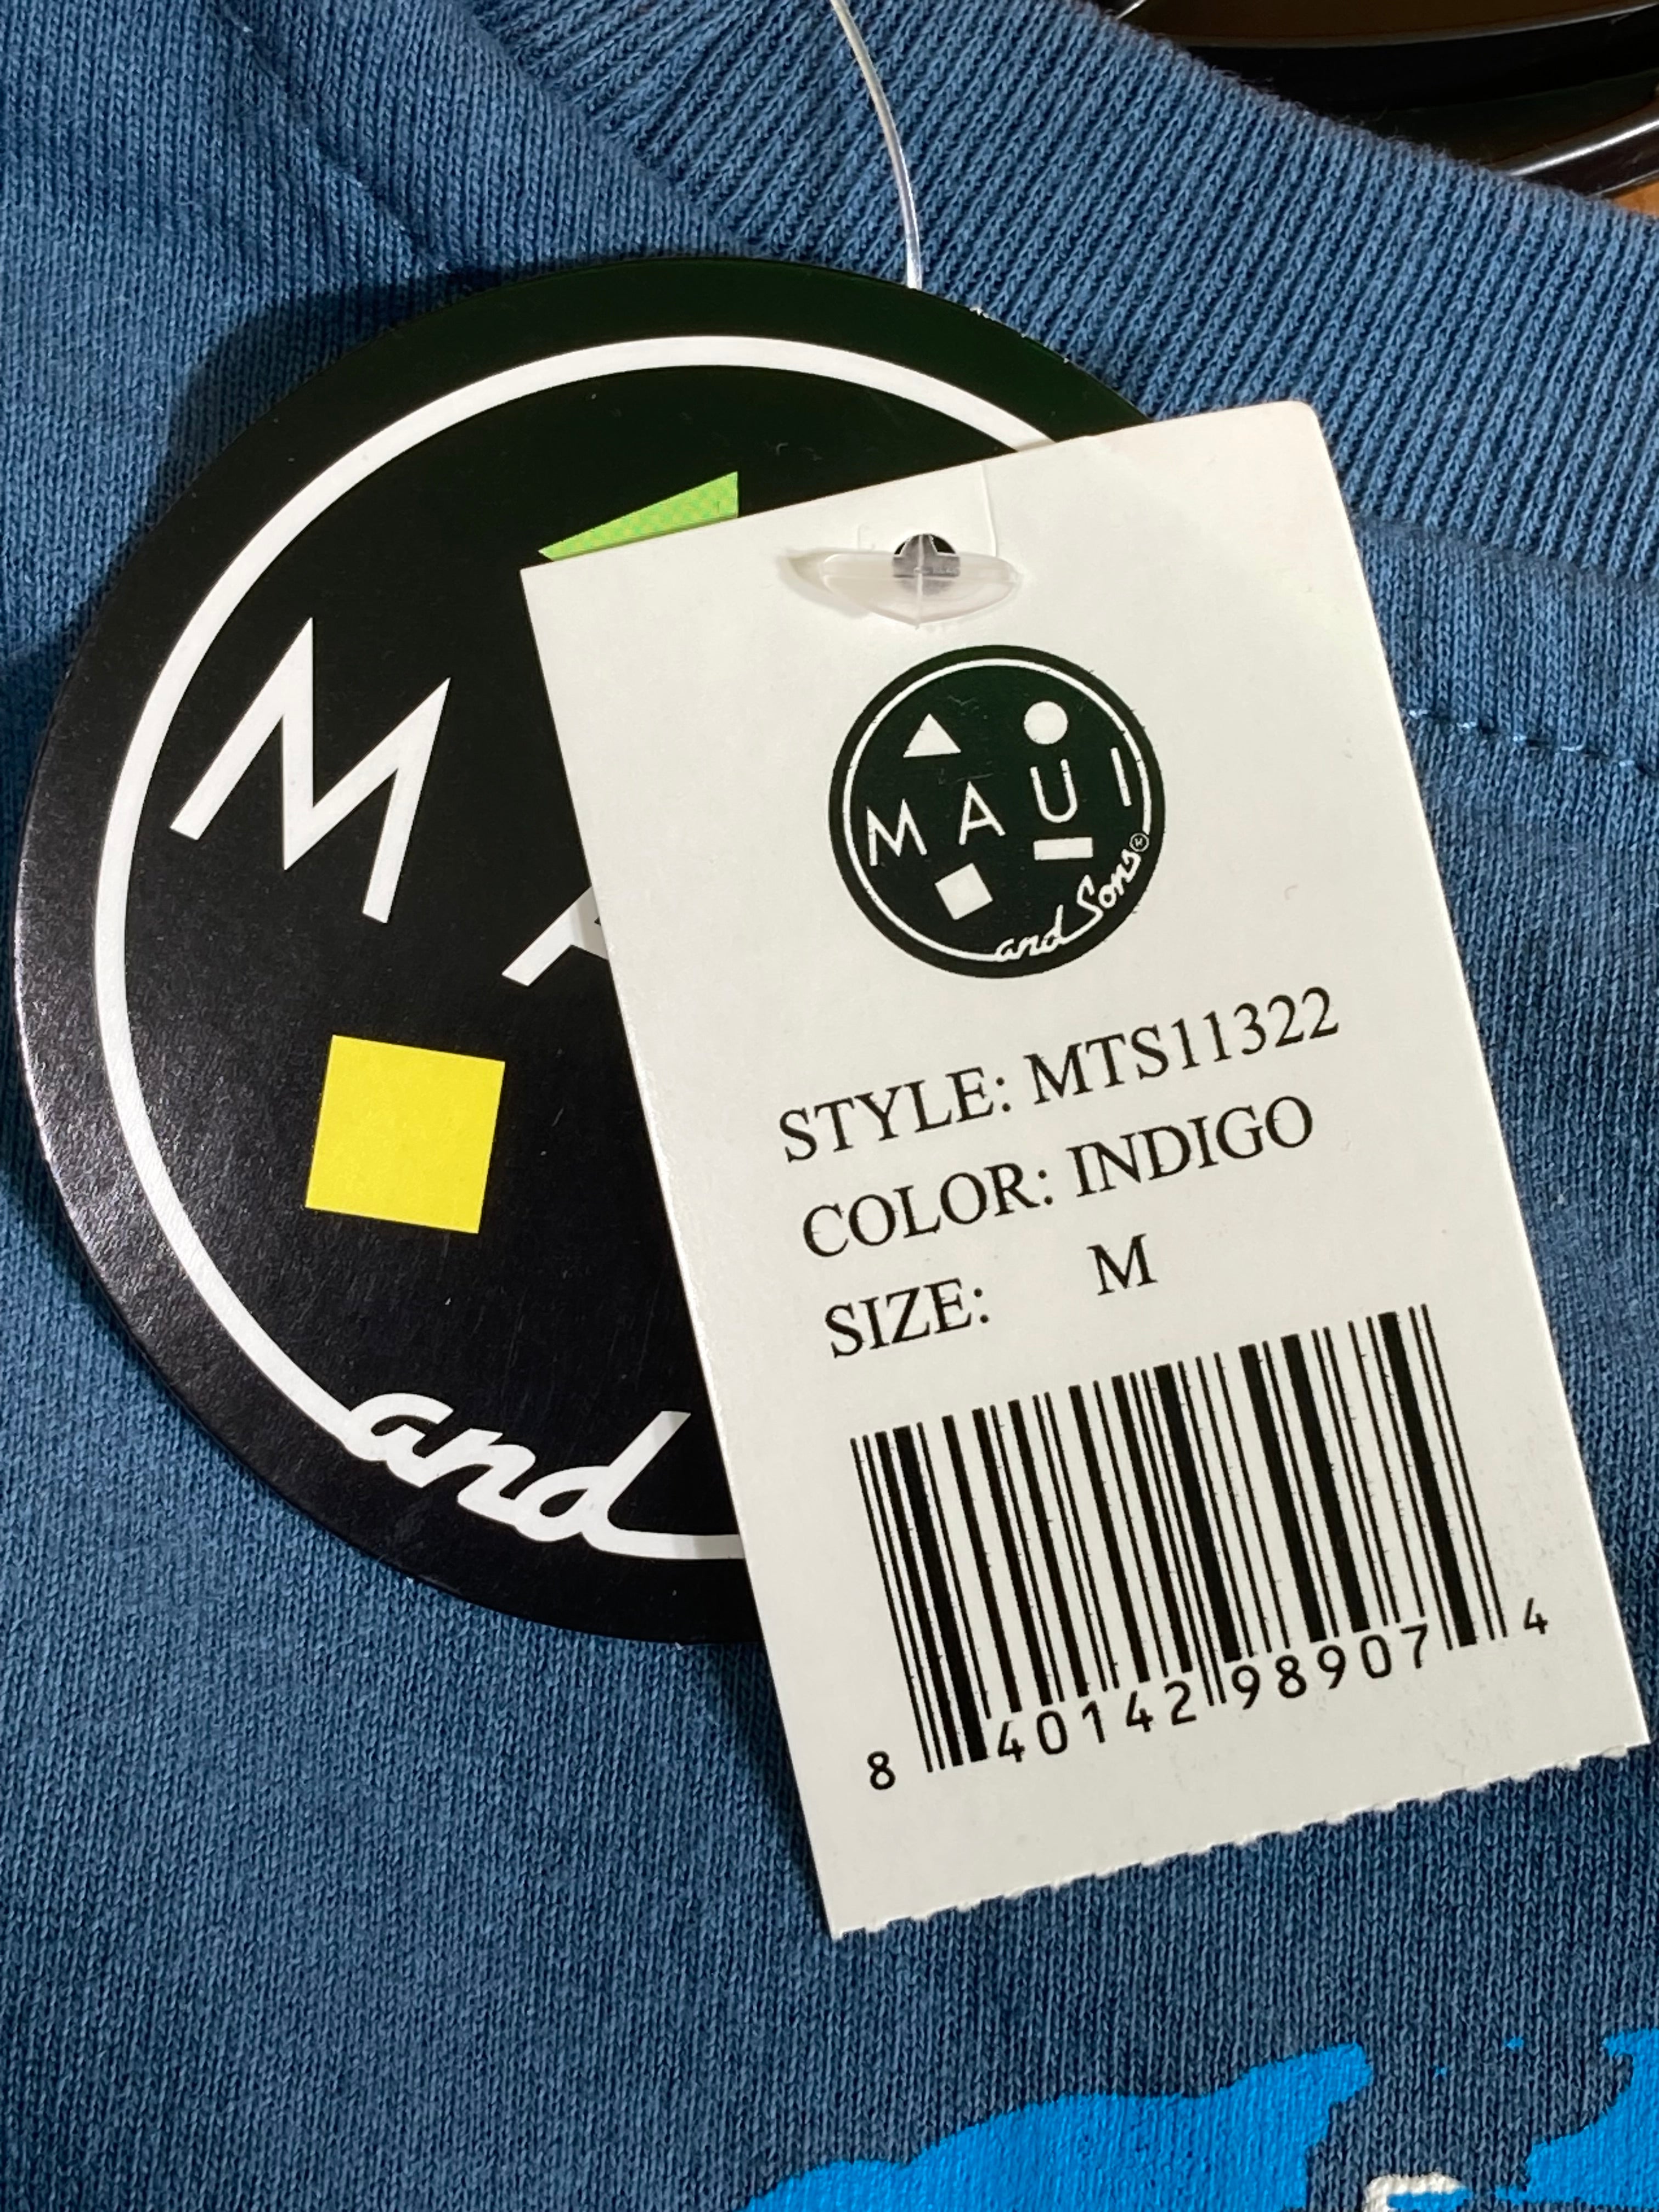 M A
and
MAUI
and Sons®
STYLE: MTS11322
COLOR: INDIGO
SIZE: M
8 40142 98907 4